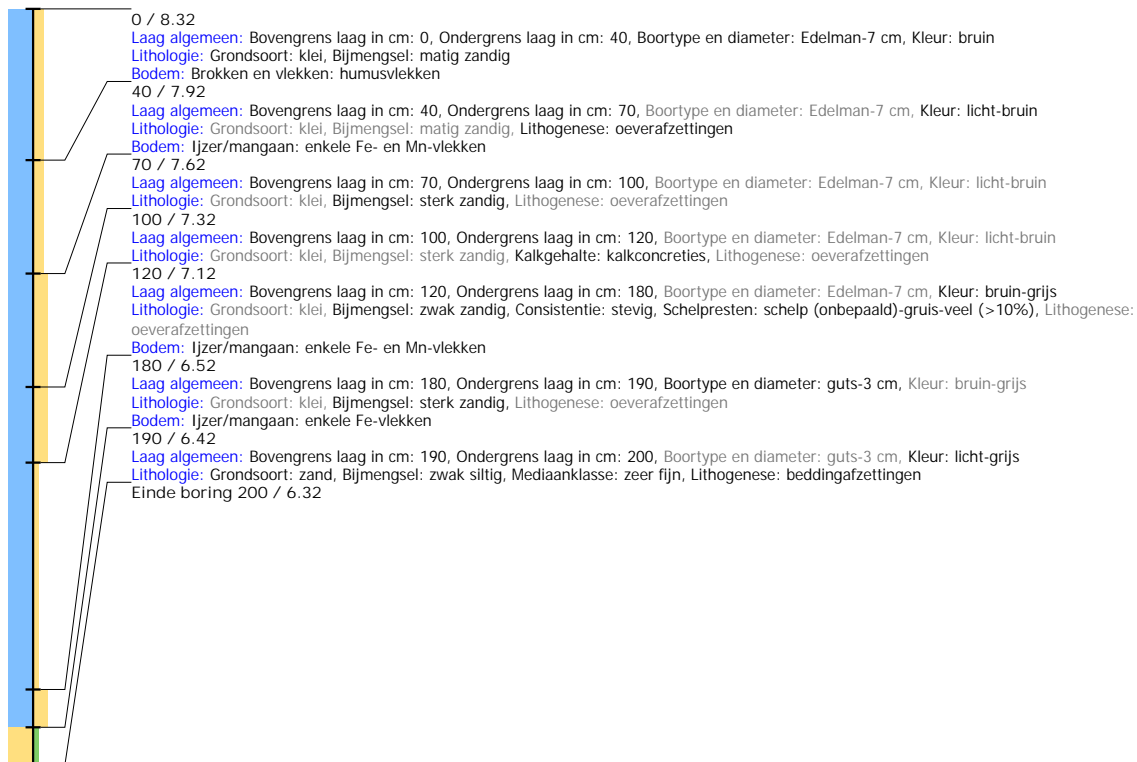 0 / 8.32
Laag algemeen: Bovengrens laag in cm: 0, Ondergrens laag in cm: 40, Boortype en diameter: Edelman-7 cm, Kleur: bruin
Lithologie: Grondsoort: klei, Bijmengsel: matig zandig
Bodem: Brokken en vlekken: humusvlekken
40 / 7.92
Laag algemeen: Bovengrens laag in cm: 40, Ondergrens laag in cm: 70, Boortype en diameter: Edelman-7 cm, Kleur: licht-bruin
Lithologie: Grondsoort: klei, Bijmengsel: matig zandig, Lithogenese: oeverafzettingen
Bodem: Ijzer/mangaan: enkele Fe- en Mn-vlekken
70 / 7.62
Laag algemeen: Bovengrens laag in cm: 70, Ondergrens laag in cm: 100, Boortype en diameter: Edelman-7 cm, Kleur: licht-bruin
Lithologie: Grondsoort: klei, Bijmengsel: sterk zandig, Lithogenese: oeverafzettingen
100 / 7.32
Laag algemeen: Bovengrens laag in cm: 100, Ondergrens laag in cm: 120, Boortype en diameter: Edelman-7 cm, Kleur: licht-bruin
Lithologie: Grondsoort: klei, Bijmengsel: sterk zandig, Kalkgehalte: kalkconcreties, Lithogenese: oeverafzettingen
120 / 7.12
Laag algemeen: Bovengrens laag in cm: 120, Ondergrens laag in cm: 180, Boortype en diameter: Edelman-7 cm, Kleur: bruin-grijs
Lithologie: Grondsoort: klei, Bijmengsel: zwak zandig, Consistentie: stevig, Schelpresten: schelp (onbepaald)-gruis-veel (>10%), Lithogenese:
oeverafzettingen
Bodem: Ijzer/mangaan: enkele Fe- en Mn-vlekken
180 / 6.52
Laag algemeen: Bovengrens laag in cm: 180, Ondergrens laag in cm: 190, Boortype en diameter: guts-3 cm, Kleur: bruin-grijs
Lithologie: Grondsoort: klei, Bijmengsel: sterk zandig, Lithogenese: oeverafzettingen
Bodem: Ijzer/mangaan: enkele Fe-vlekken
190 / 6.42
Laag algemeen: Bovengrens laag in cm: 190, Ondergrens laag in cm: 200, Boortype en diameter: guts-3 cm, Kleur: licht-grijs
Lithologie: Grondsoort: zand, Bijmengsel: zwak siltig, Mediaanklasse: zeer fijn, Lithogenese: beddingafzettingen
Einde boring 200 / 6.32